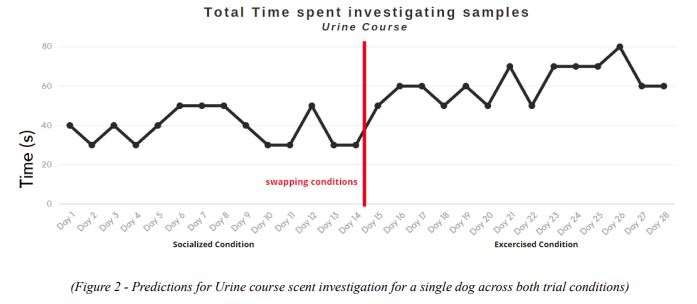 Total Time spent investigating samples
Urine Course
80
60
40
20
0
Time (s)
swapping conditions
Day 1 Day 2 Day 3 Day 4 Day 5 Day 6 Day 7 Day 8 Day 9 Day 10 Day 11 Day 12 Day 13 Day 14 Day 15 Day 16 Day 17 Day 18 Day 19 Day 20 Day 21 Day 22 Day 23 Day 24 Day 25 Day 26 Day 27 Day 28
Socialized Condition Excercised Condition
(Figure 2 - Predictions for Urine course scent investigation for a single dog across both trial conditions)